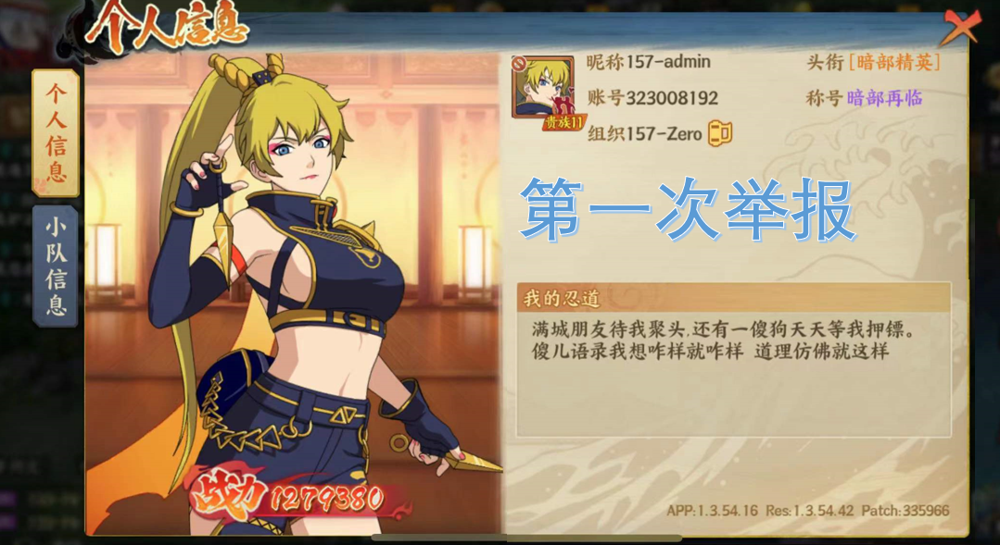 个人信息
个人信息
小队信息
昵称157-admin
头衔[暗部精英]
账号323008192
称号暗部再临
贵族11
组织157-Zero
第一次举报
我的忍道
满城朋友待我聚头.还有一傻狗天天等我押镖。
傻儿语录我想咋样就咋样 道理仿佛就这样
战力1279380
APP:1.3.54.16 Res:1.3.54.42 Patch:335966